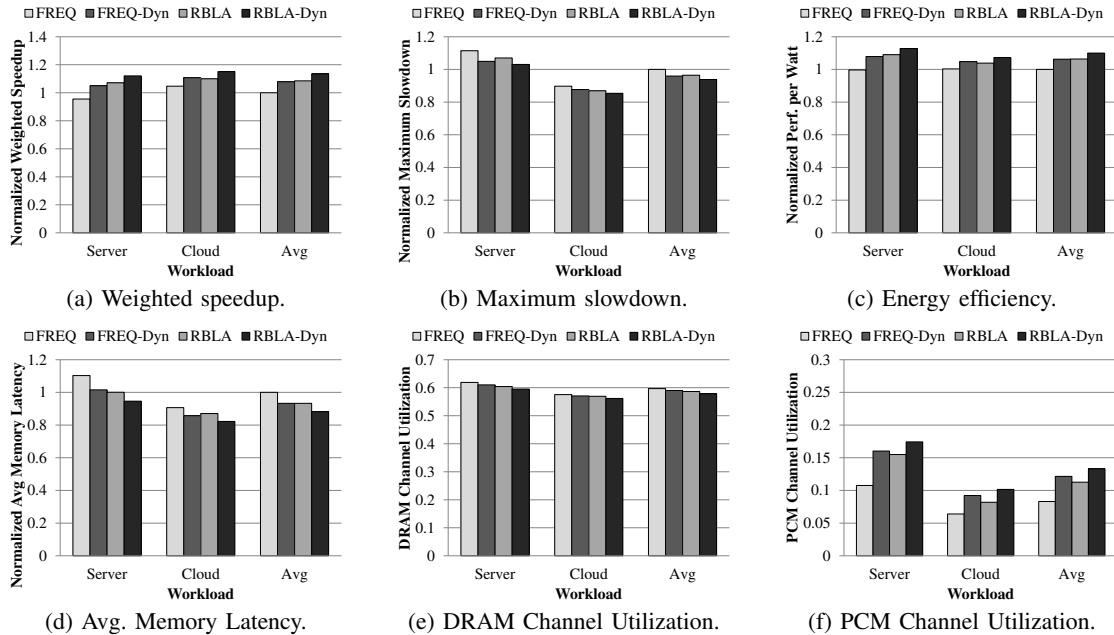 FREQ FREQ-Dyn RBLA RBLA-Dyn
1.4
1.2
1
0.8
0.6
0.4
0.2
0
Normalized Weighted Speedup
Server Cloud Avg
Workload
(a) Weighted speedup.
FREQ FREQ-Dyn RBLA RBLA-Dyn
1.2
1
0.8
0.6
0.4
0.2
0
Normalized Maximum Slowdown
Server Cloud Avg
Workload
(b) Maximum slowdown.
FREQ FREQ-Dyn RBLA RBLA-Dyn
1.2
1
0.8
0.6
0.4
0.2
0
Normalized Perf. per Watt
Server Cloud Avg
Workload
(c) Energy efficiency.
FREQ FREQ-Dyn RBLA RBLA-Dyn
1.2
1
0.8
0.6
0.4
0.2
0
Normalized Avg Memory Latency
Server Cloud Avg
Workload
(d) Avg. Memory Latency.
FREQ FREQ-Dyn RBLA RBLA-Dyn
0.7
0.6
0.5
0.4
0.3
0.2
0.1
0
DRAM Channel Utilization
Server Cloud Avg
Workload
(e) DRAM Channel Utilization.
FREQ FREQ-Dyn RBLA RBLA-Dyn
0.3
0.25
0.2
0.15
0.1
0.05
0
PCM Channel Utilization
Server Cloud Avg
Workload
(f) PCM Channel Utilization.